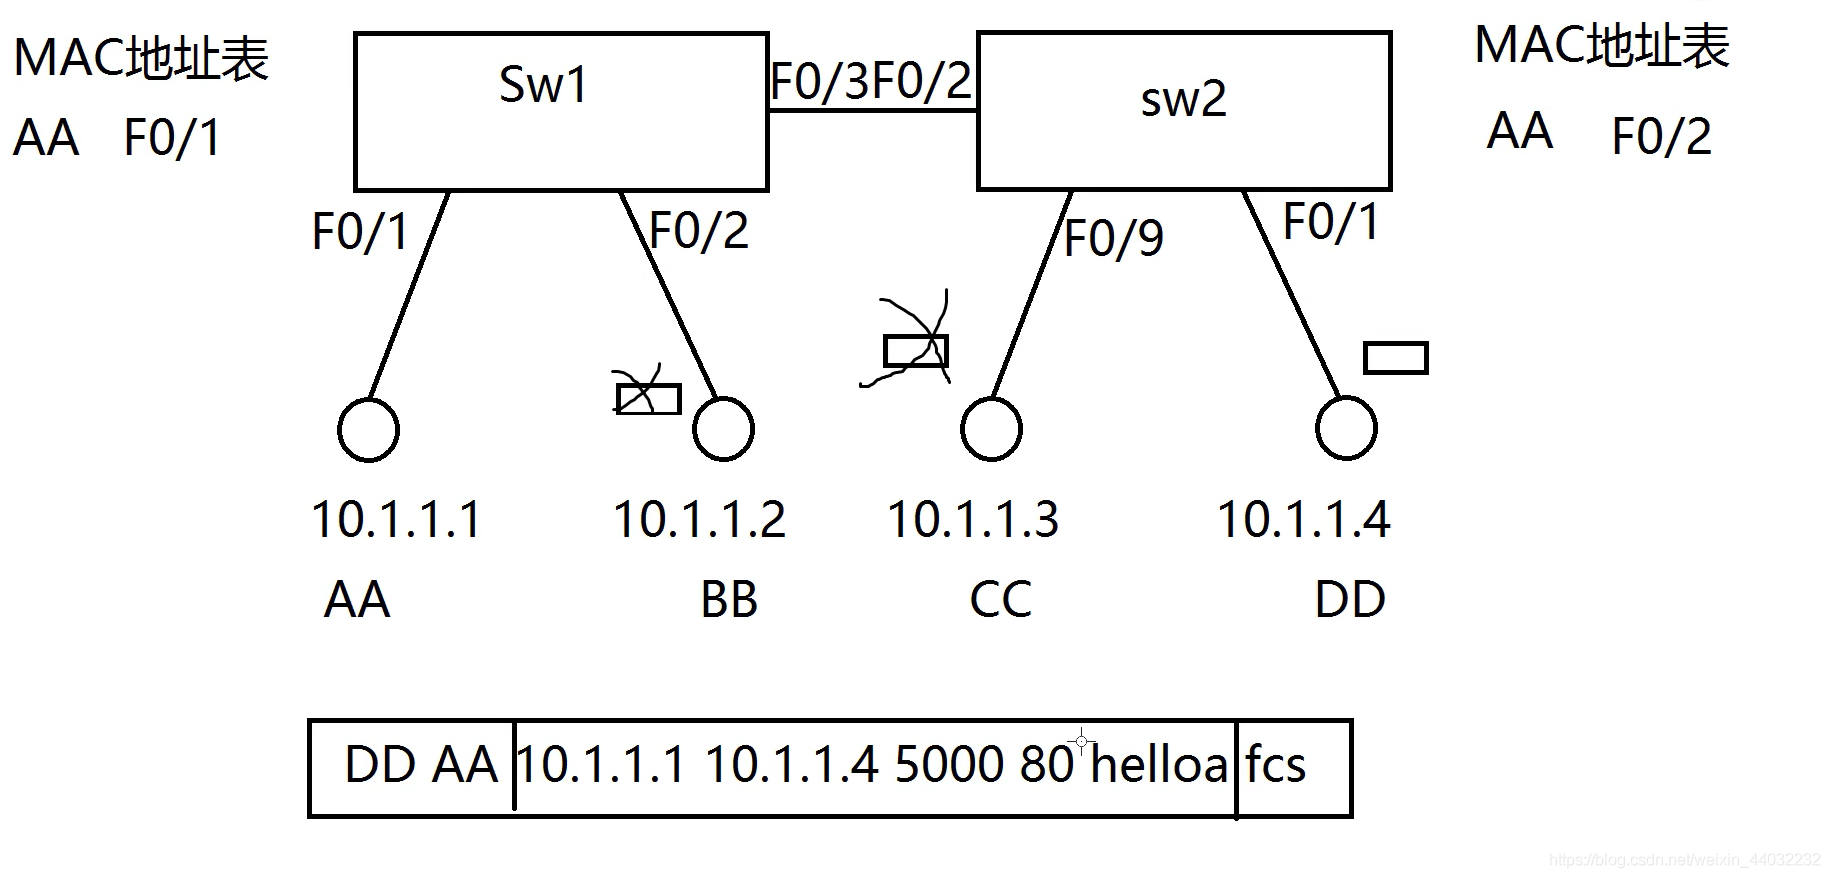 MAC地址表
AA F0/1
Sw1
F0/3F0/2
sw2
MAC地址表
AA F0/2
F0/1
F0/2
F0/9
F0/1
10.1.1.1
10.1.1.2
10.1.1.3
10.1.1.4
AA
BB
CC
DD
DD AA 10.1.1.1 10.1.1.4 5000 80 helloa fcs
https://blog.csdn.net/weixin_44032232